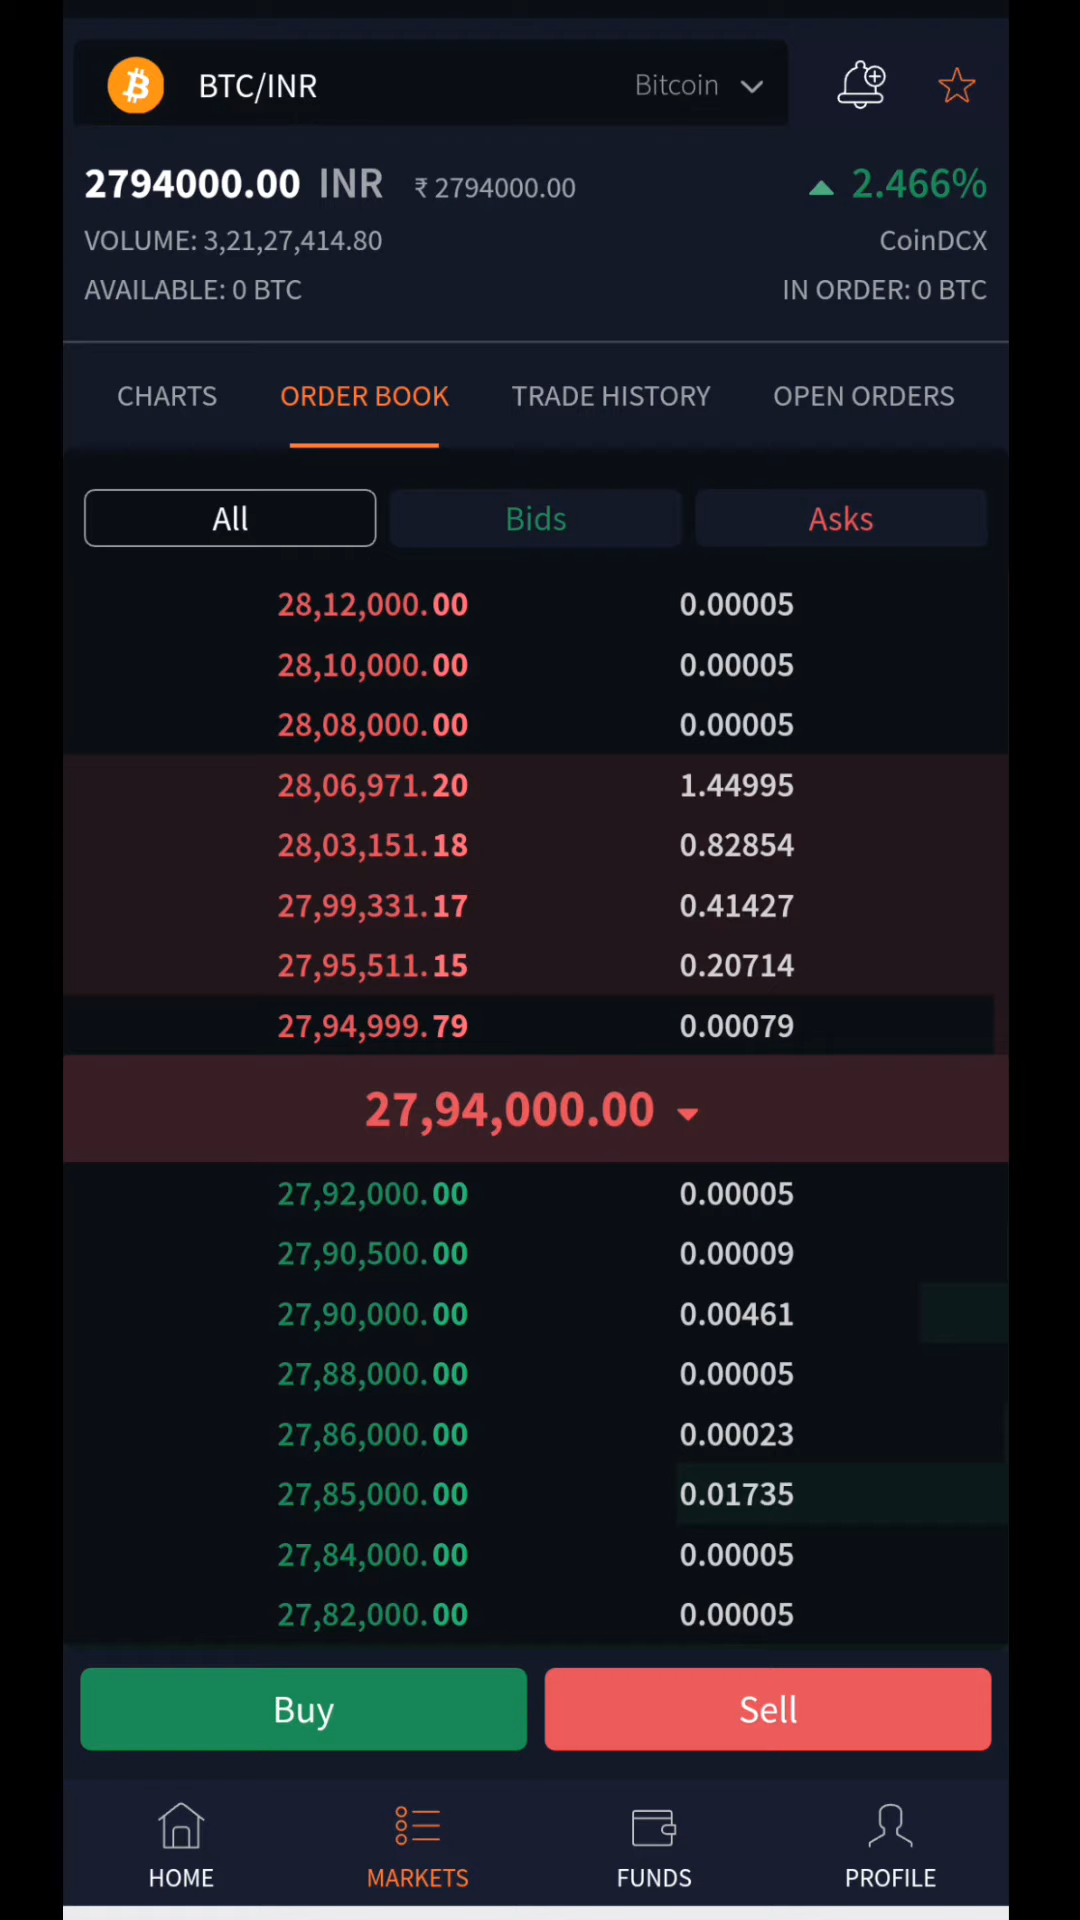 BTC/INR Bitcoin
2794000.00 INR ₹ 2794000.00 2.466%
VOLUME: 3,21,27,414.80 CoinDCX
AVAILABLE: 0 BTC IN ORDER: 0 BTC
CHARTS ORDER BOOK TRADE HISTORY OPEN ORDERS
All Bids Asks
28,12,000.00 0.00005
28,10,000.00 0.00005
28,08,000.00 0.00005
28,06,971.20 1.44995
28,03,151.18 0.82854
27,99,331.17 0.41427
27,95,511.15 0.20714
27,94,999.79 0.00079
27,94,000.00
27,92,000.00 0.00005
27,90,500.00 0.00009
27,90,000.00 0.00461
27,88,000.00 0.00005
27,86,000.00 0.00023
27,85,000.00 0.01735
27,84,000.00 0.00005
27,82,000.00 0.00005
Buy Sell
HOME MARKETS FUNDS PROFILE